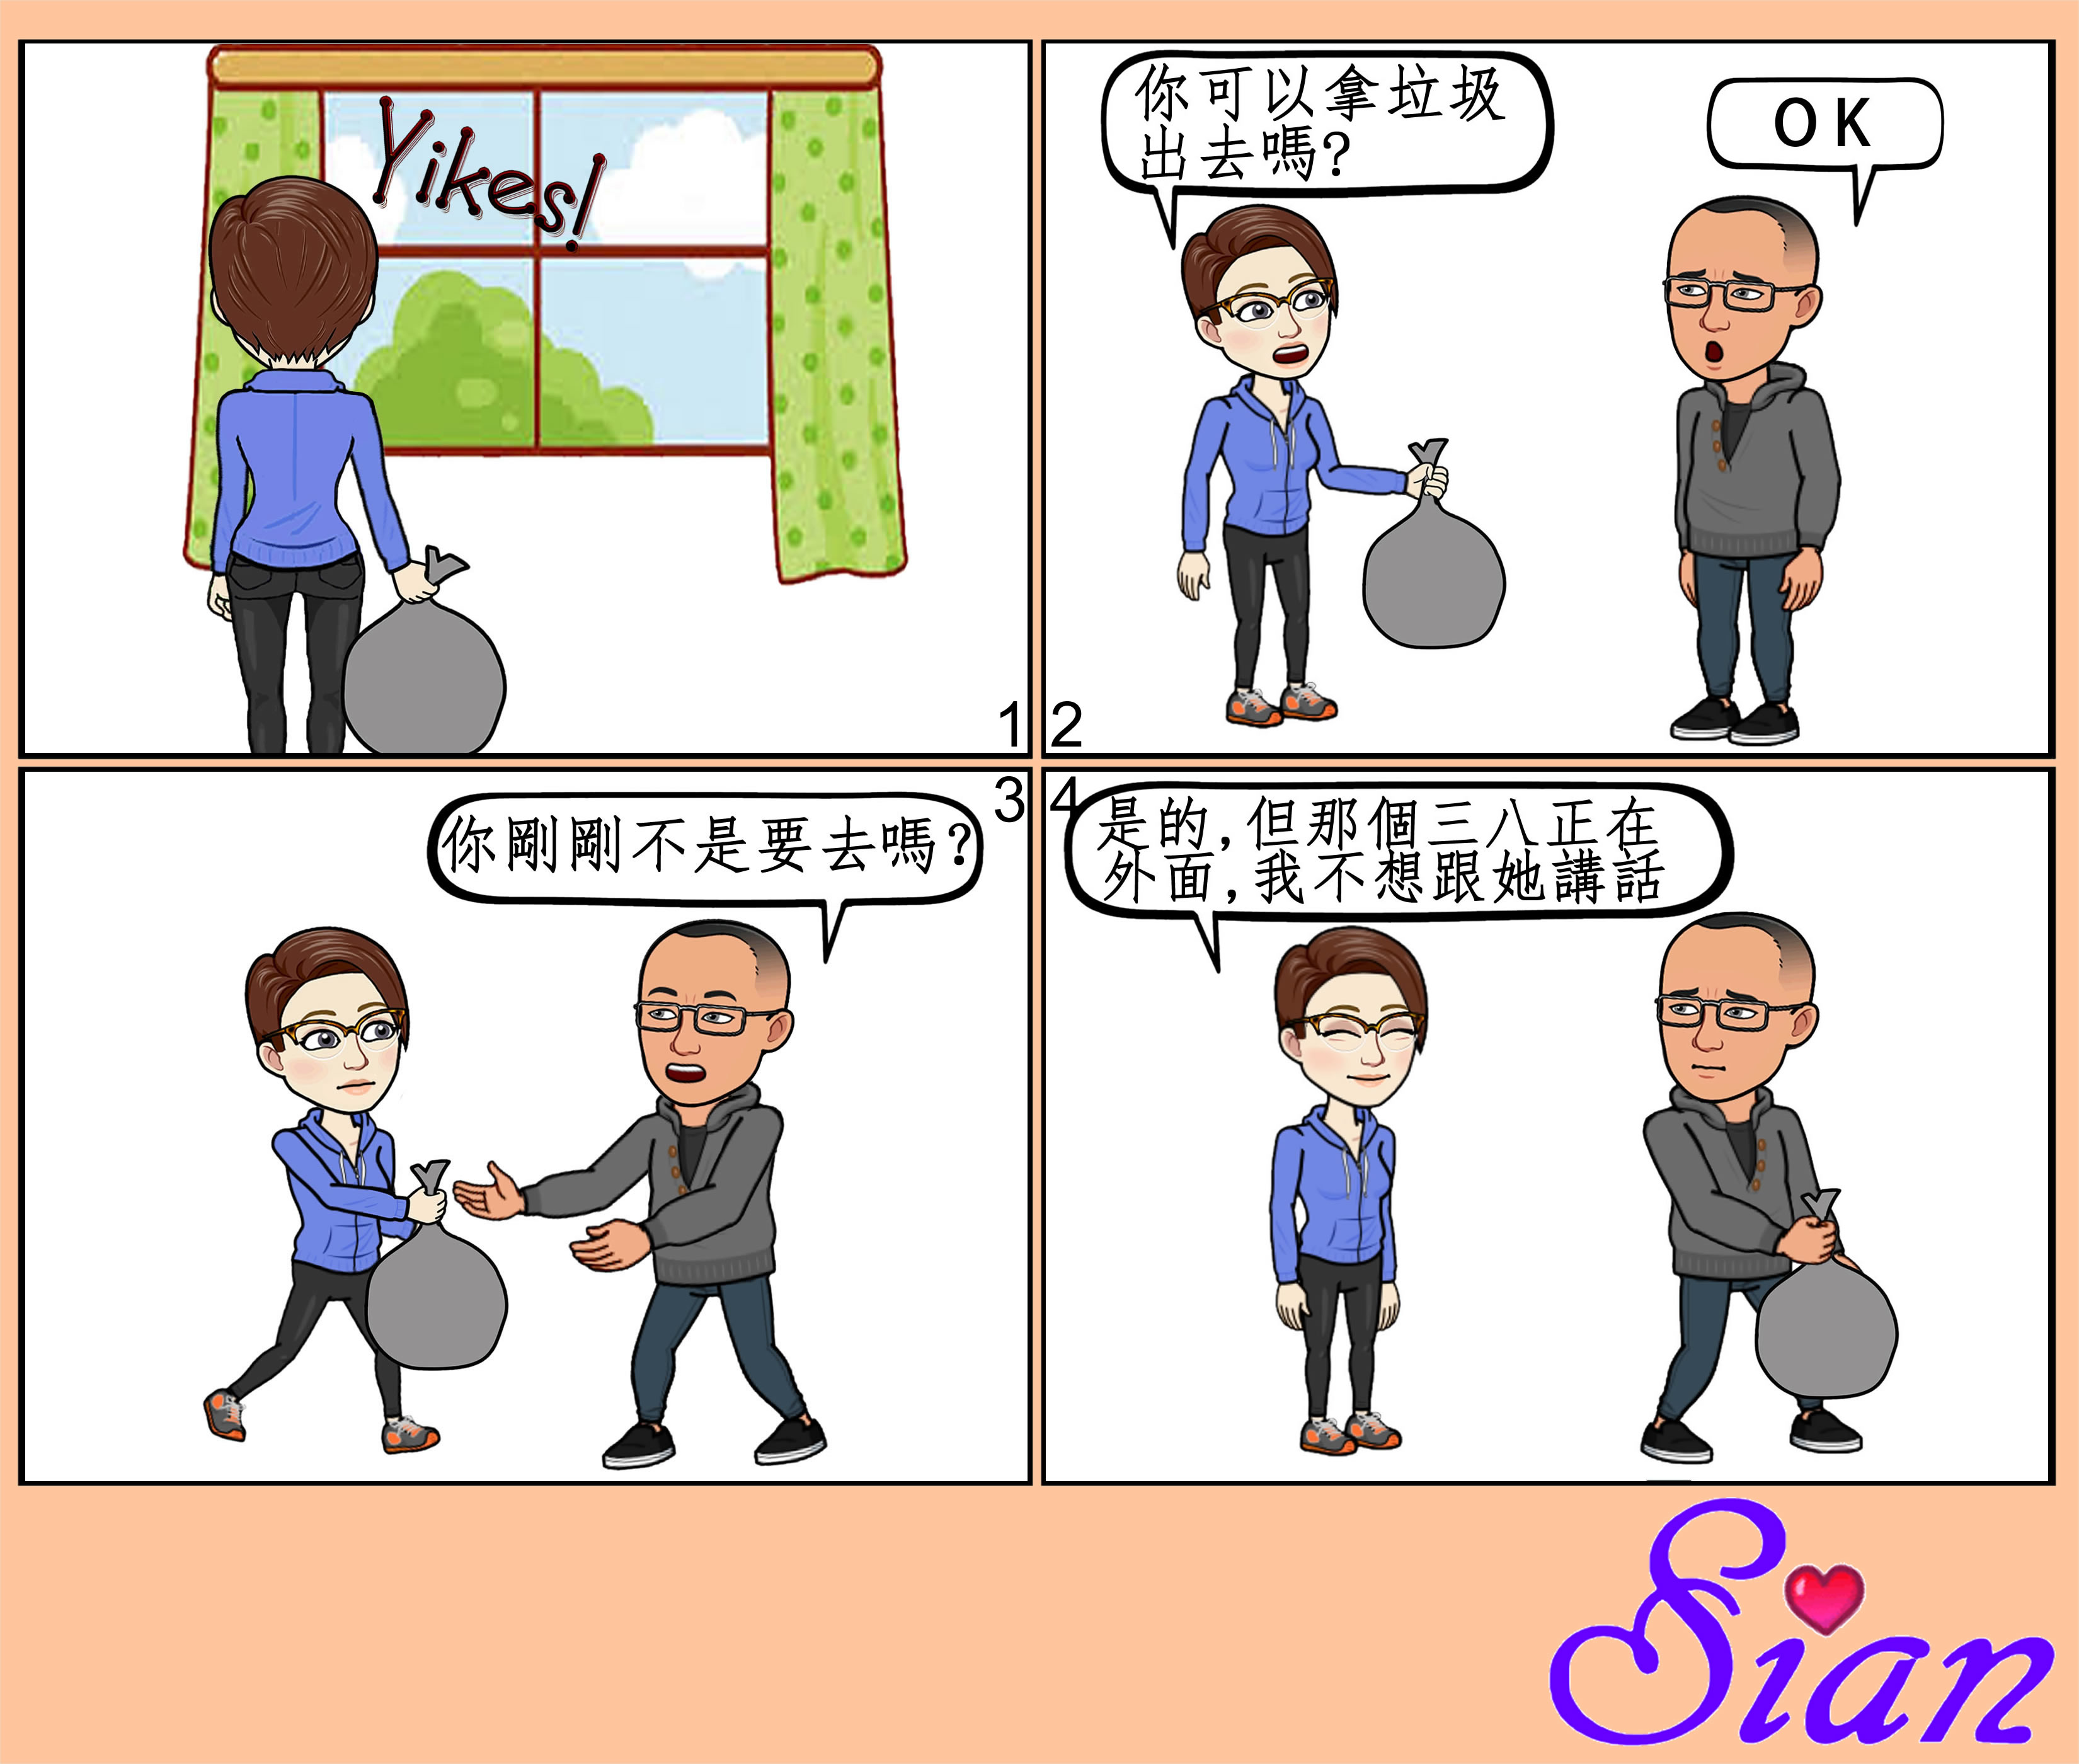 Yikes!
1
2
你可以拿垃圾
出去嗎?
OK
3
你剛剛不是要去嗎?
4
是的,但那個三八正在
外面,我不想跟她講話
Sian